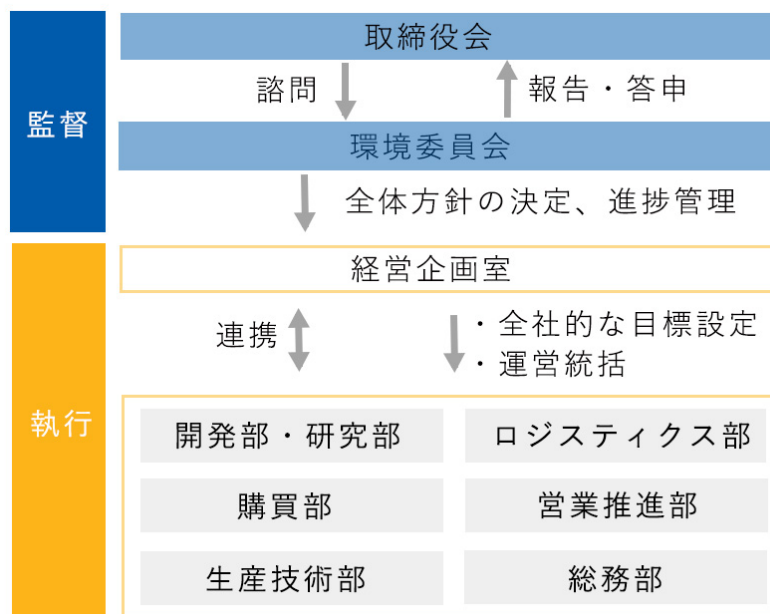 監督
取締役会
諮問
報告・答申
環境委員会
全体方針の決定、進捗管理
執行
経営企画室
連携
・全社的な目標設定
・運営統括
開発部・研究部
ロジスティクス部
購買部
営業推進部
生産技術部
総務部